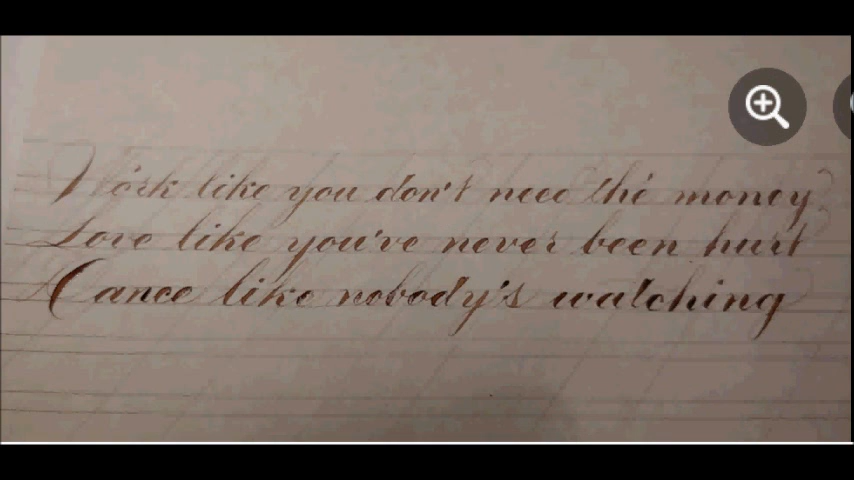 Work like you don't need the money
Love like you've never been hurt
Dance like nobody's watching